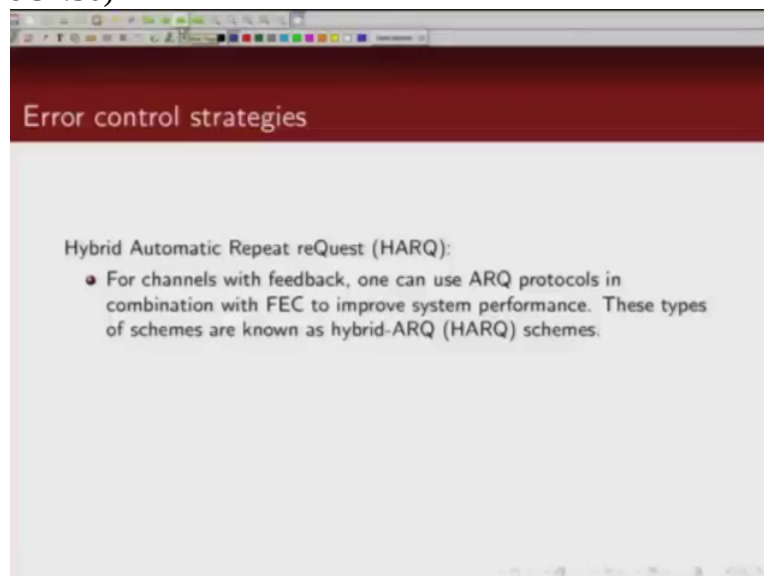 Error control strategies
Hybrid Automatic Repeat reQuest (HARQ):
For channels with feedback, one can use ARQ protocols in
combination with FEC to improve system performance. These types
of schemes are known as hybrid-ARQ (HARQ) schemes.